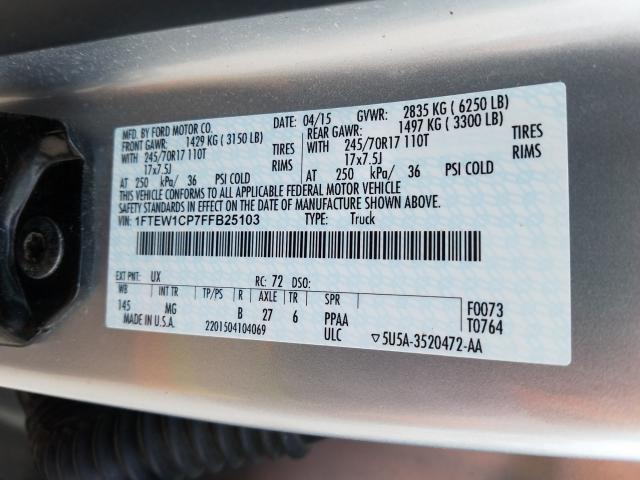 MFD. BY FORD MOTOR CO.
DATE: 04/15 GVWR: 2835 KG ( 6250 LB)
FRONT GAWR: 1429 KG ( 3150 LB)
REAR GAWR: 1497 KG ( 3300 LB)
WITH 245/70R17 110T TIRES
WITH 245/70R17 110T TIRES
17x7.5J RIMS
17x7.5J RIMS
AT 250 kPa/ 36 PSI COLD
AT 250 kPa/ 36 PSI COLD
THIS VEHICLE CONFORMS TO ALL APPLICABLE FEDERAL MOTOR VEHICLE
SAFETY STANDARDS IN EFFECT ON THE DATE OF MANUFACTURE SHOWN ABOVE.
VIN: 1FTEW1CP7FFB25103 TYPE: Truck
EXT PNT: UX RC: 72 DSO:
WB INT TR TP/PS R AXLE TR SPR
145 MG B 27 6 PPAA F0073
MADE IN U.S.A. 2201504104069 ULC T0764
5U5A-3520472-AA